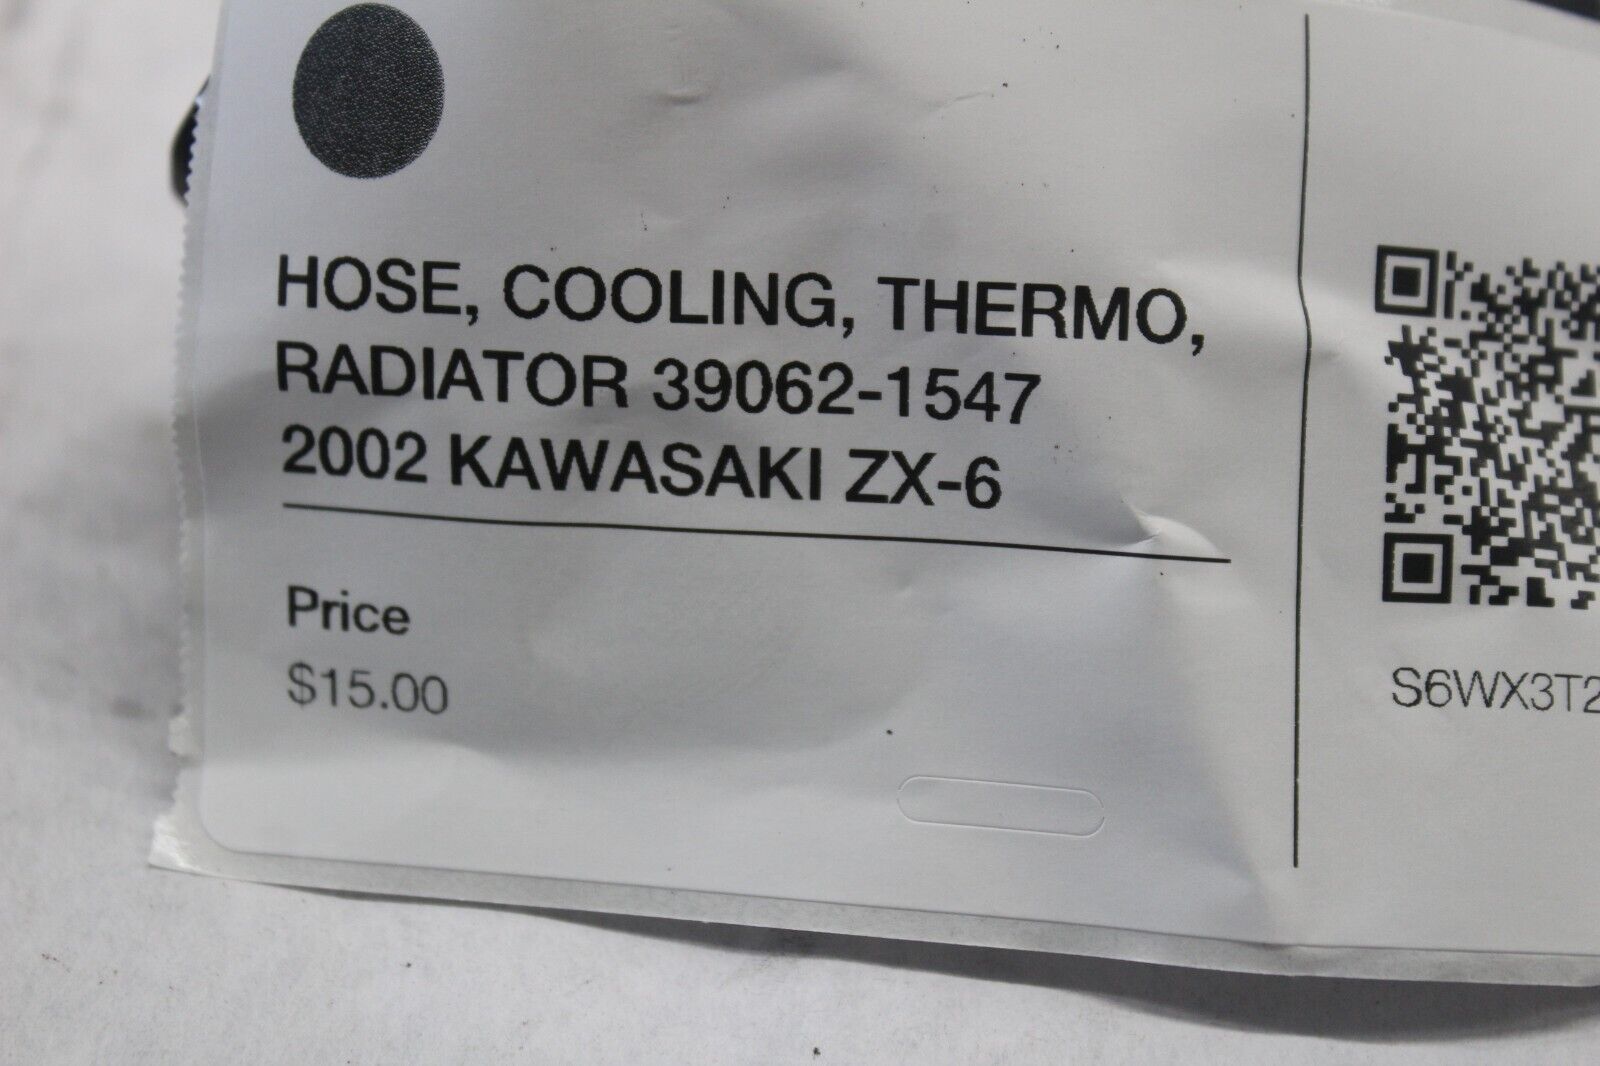 HOSE, COOLING, THERMO,
RADIATOR 39062-1547
2002 KAWASAKI ZX-6
Price
$15.00
S6WX3T2